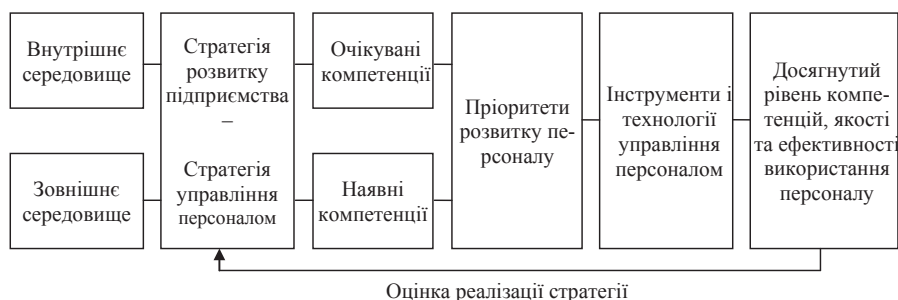 Внутрішнє
середовище
Зовнішнє
середовище
Стратегія
розвитку
підприємства
–
Стратегія
управління
персоналом
Очікувані
компетенції
Наявні
компетенції
Пріоритети
розвитку пе-
рсоналу
Інструменти і
технології
управління
персоналом
Досягнутий
рівень компе-
тенцій, якості
та ефективності
використання
персоналу
Оцінка реалізації стратегії